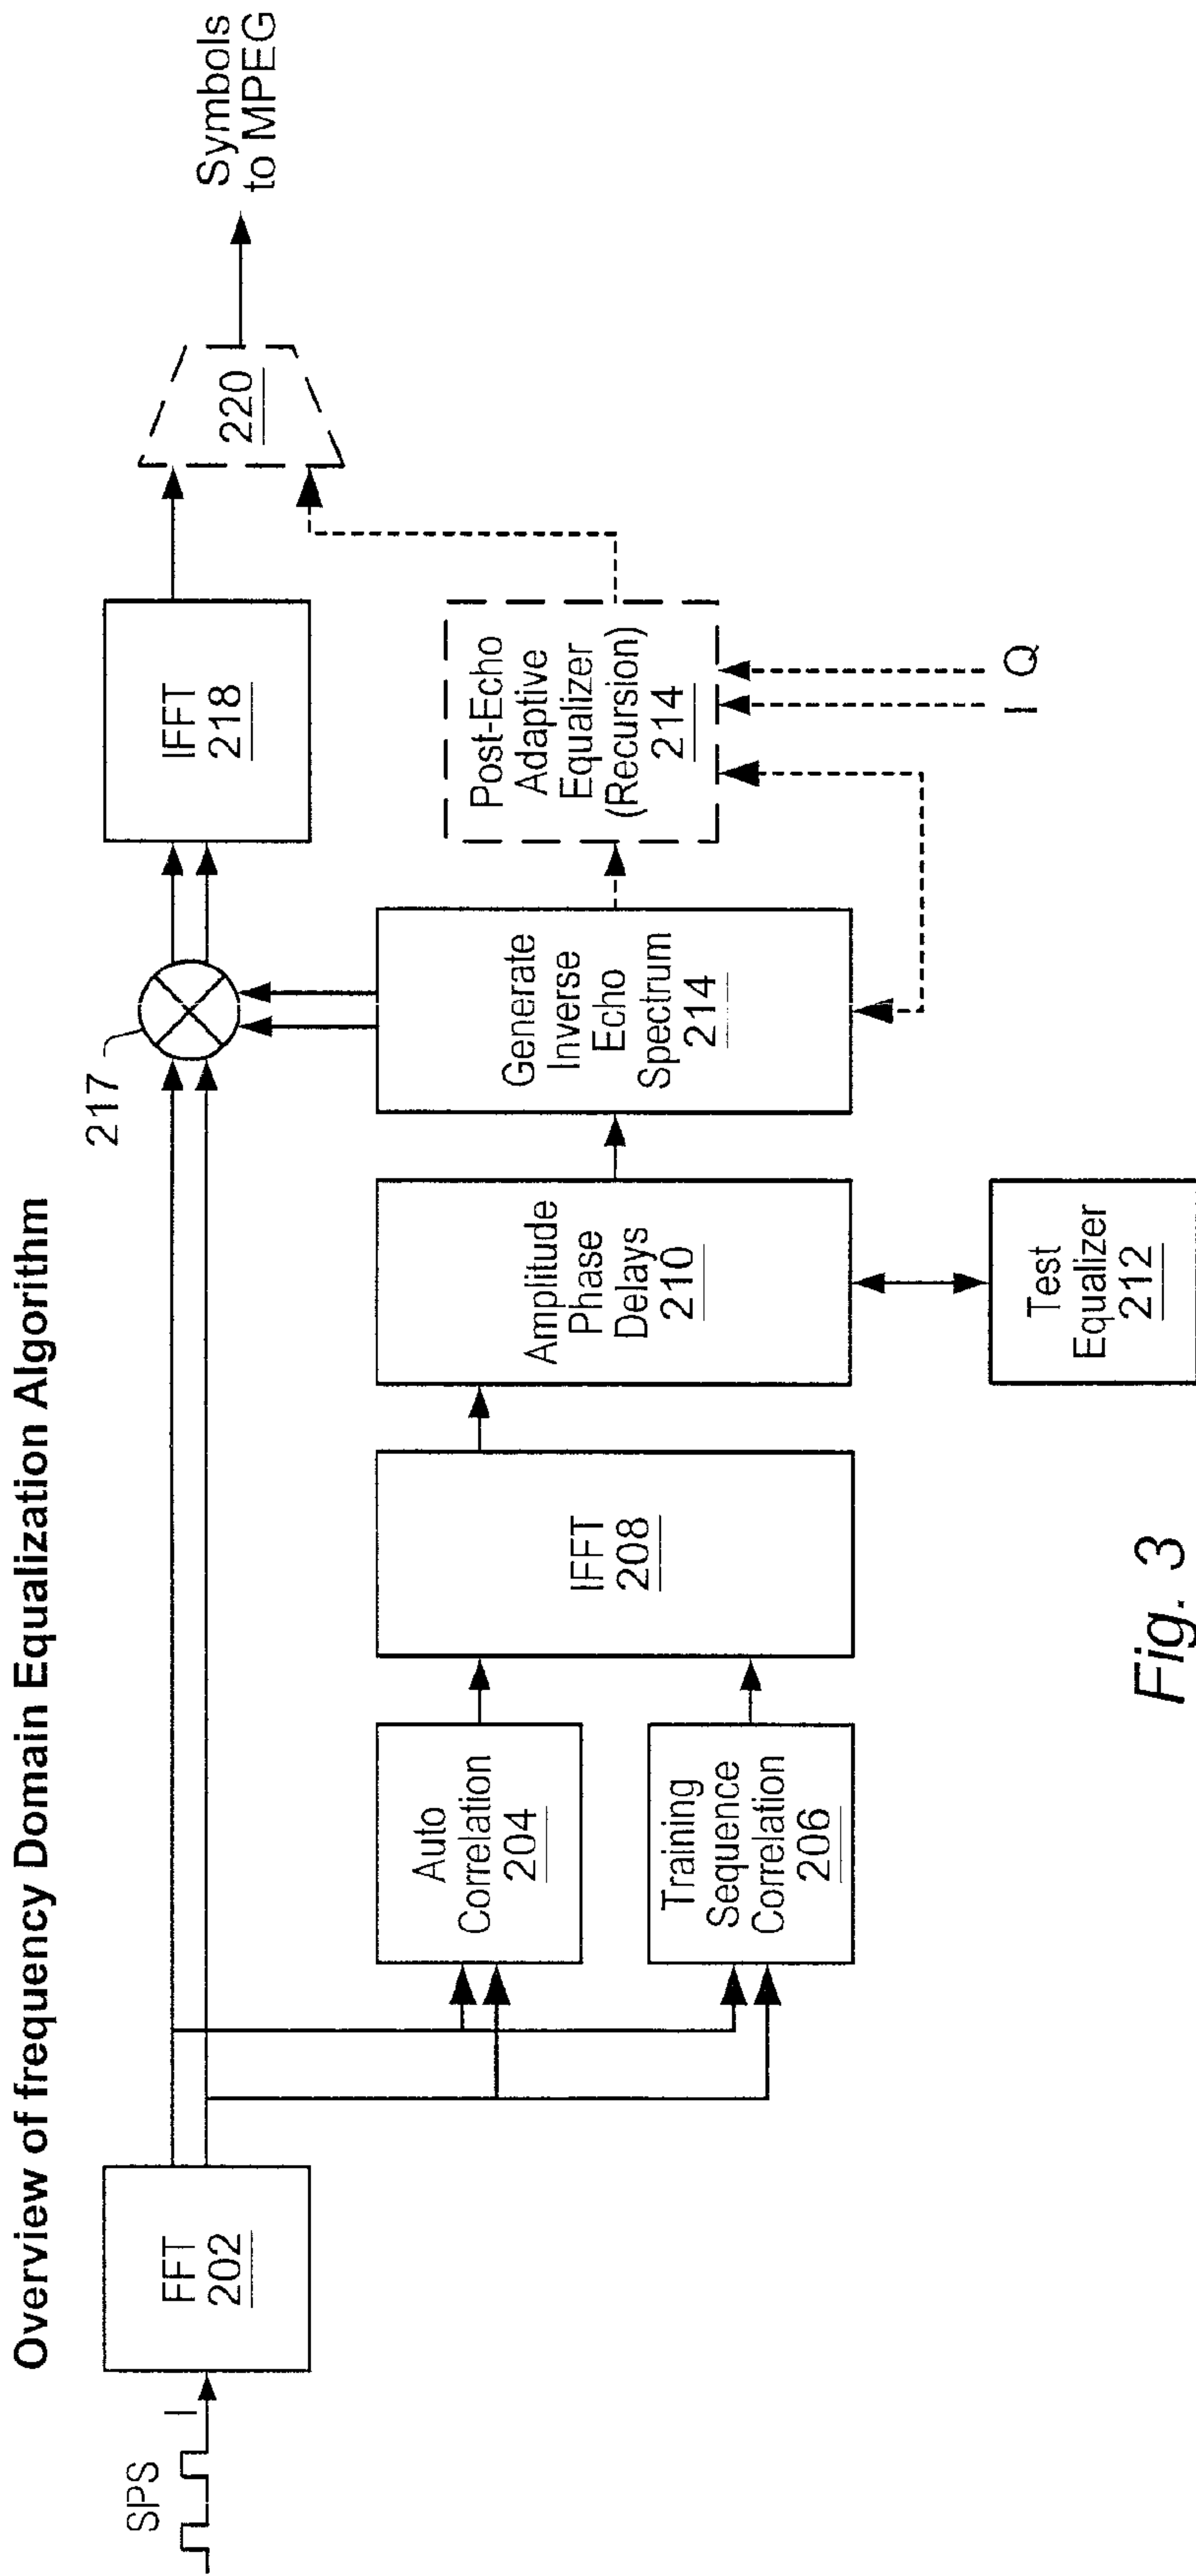 Overview of frequency Domain Equalization Algorithm
SPS
I
FFT
202
217
IFFT
218
220
Symbols
to MPEG
Auto
Correlation
204
Training
Sequence
Correlation
206
IFFT
208
Amplitude
Phase
Delays
210
Test
Equalizer
212
Generate
Inverse
Echo
Spectrum
214
Post-Echo
Adaptive
Equalizer
(Recursion)
214
I Q
Fig. 3